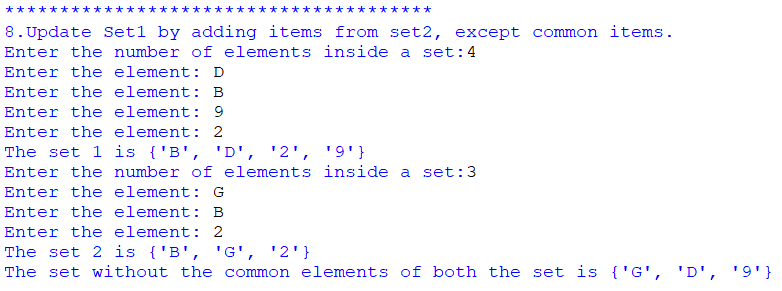 ***************************************
8.Update Set1 by adding items from set2, except common items.
Enter the number of elements inside a set:4
Enter the element: D
Enter the element: B
Enter the element: 9
Enter the element: 2
The set 1 is {'B', 'D', '2', '9'}
Enter the number of elements inside a set:3
Enter the element: G
Enter the element: B
Enter the element: 2
The set 2 is {'B', 'G', '2'}
The set without the common elements of both the set is {'G', 'D', '9'}